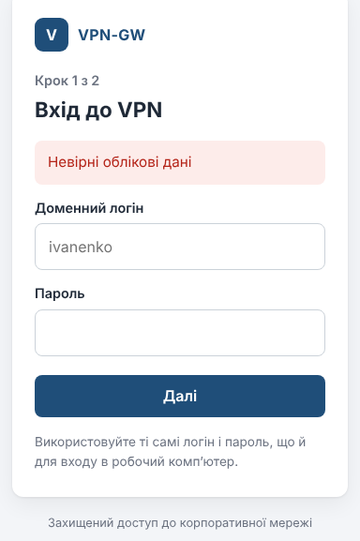 V VPN-GW
Крок 1 з 2
Вхід до VPN
Невірні облікові дані
Доменний логін
ivanenko
Пароль
Далі
Використовуйте ті самі логін і пароль, що й
для входу в робочий комп’ютер.
Захищений доступ до корпоративної мережі